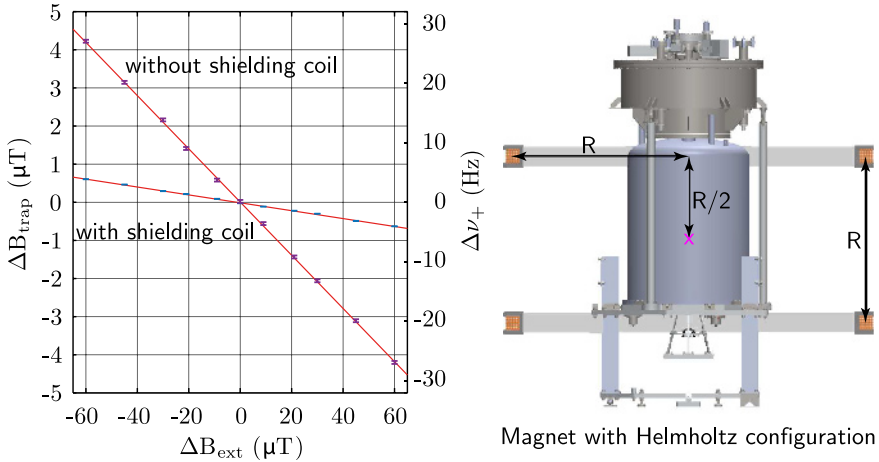 5
4
3
2
1
0
-1
-2
-3
-4
-5
ΔB_trap (μT)
-60
-40
-20
0
20
40
60
ΔB_ext (μT)
30
20
10
0
-10
-20
-30
Δν_+ (Hz)
without shielding coil
with shielding coil
R
R/2
R
Magnet with Helmholtz configuration